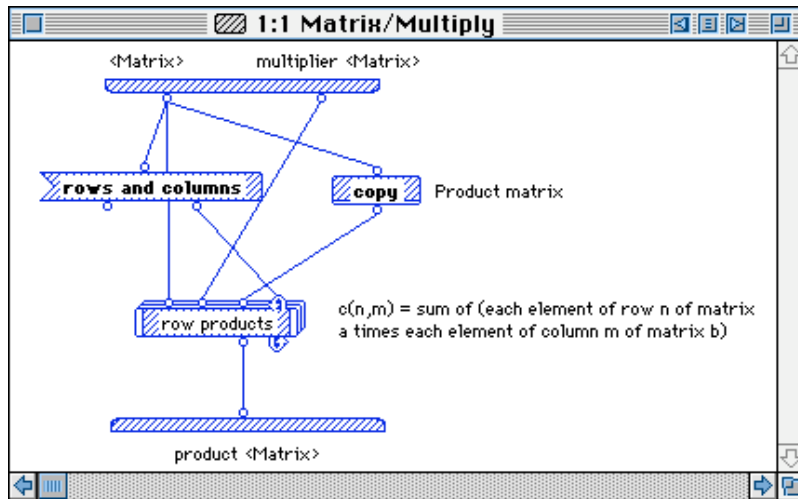 1:1 Matrix/Multiply
<Matrix> multiplier <Matrix>
rows and columns
copy
Product matrix
row products
c(n,m) = sum of (each element of row n of matrix
a times each element of column m of matrix b)
product <Matrix>